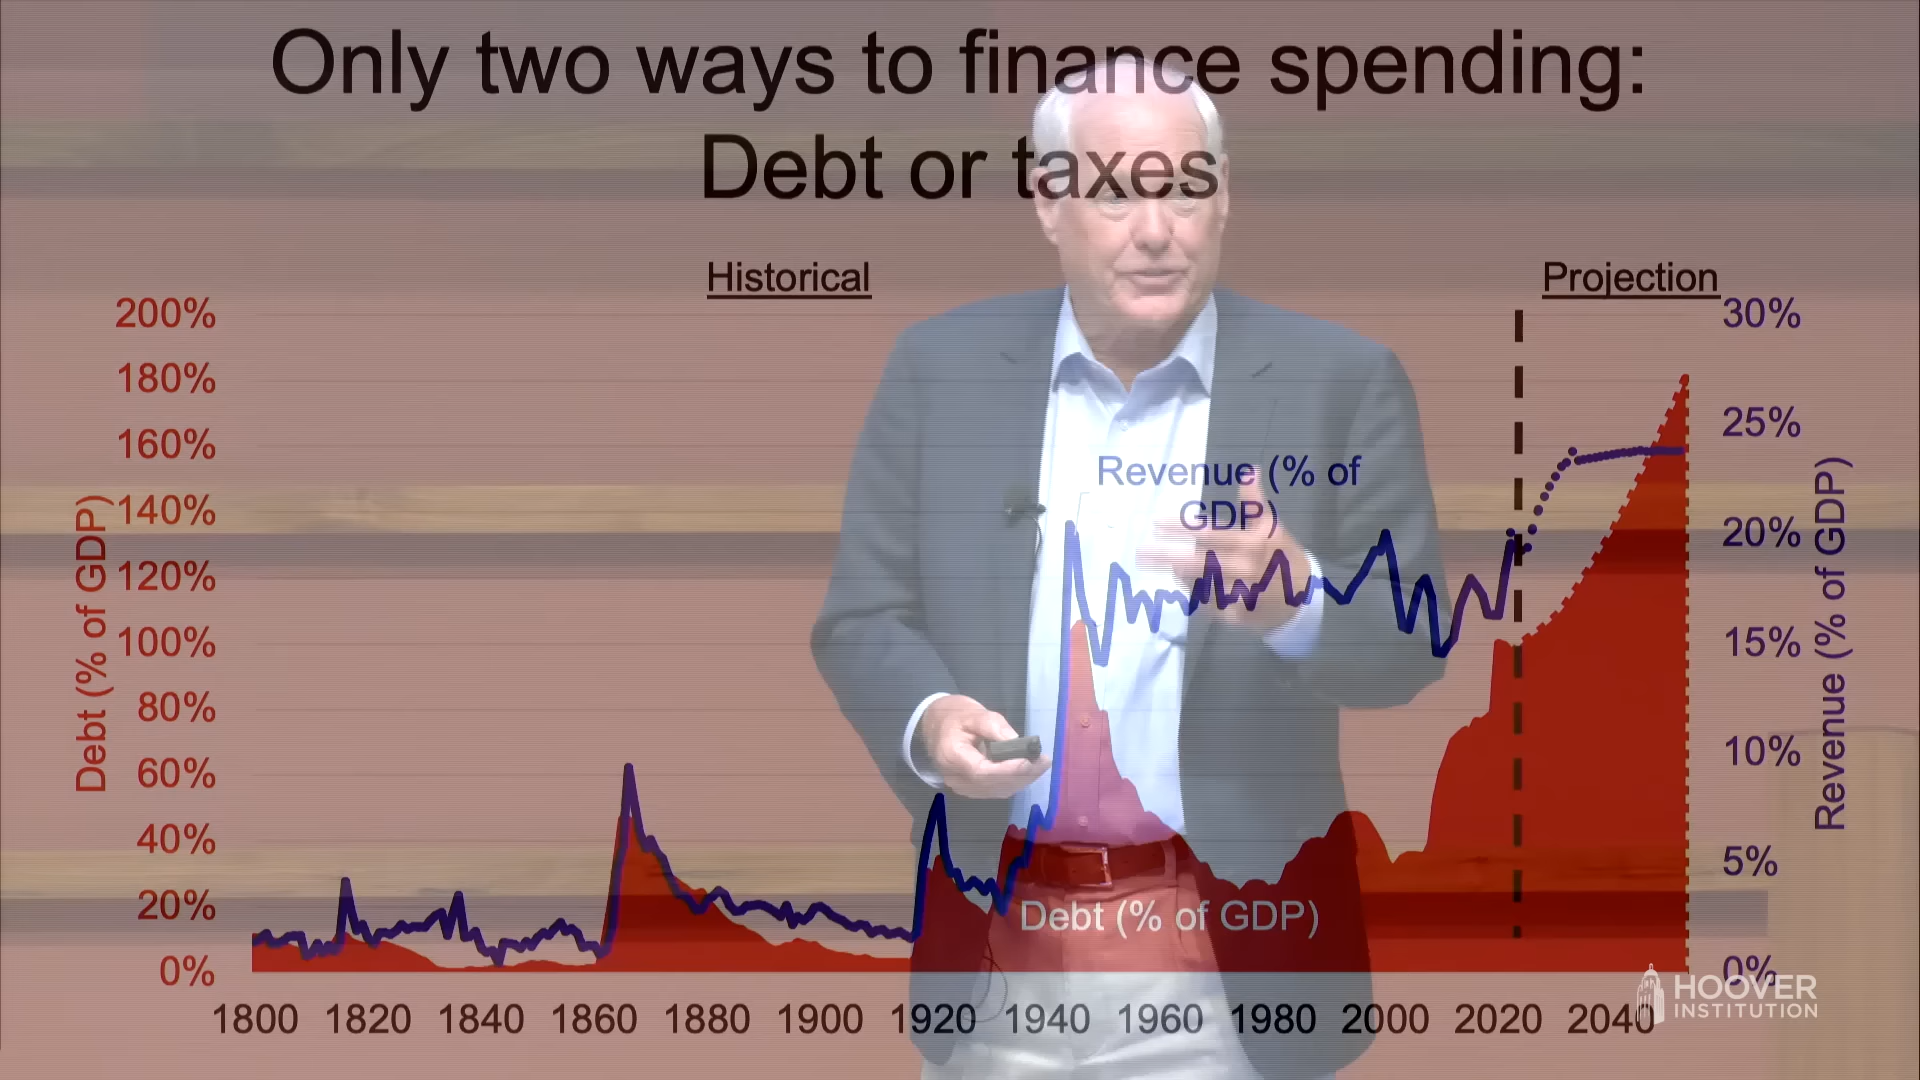 Only two ways to finance spending:
Debt or taxes
Historical
Projection
200%
180%
160%
140%
120%
100%
80%
60%
40%
20%
0%
Debt (% of GDP)
Revenue (% of
GDP)
Debt (% of GDP)
30%
25%
20%
15%
10%
5%
0%
Revenue (% of GDP)
1800 1820 1840 1860 1880 1900 1920 1940 1960 1980 2000 2020 2040
HOOVER
INSTITUTION